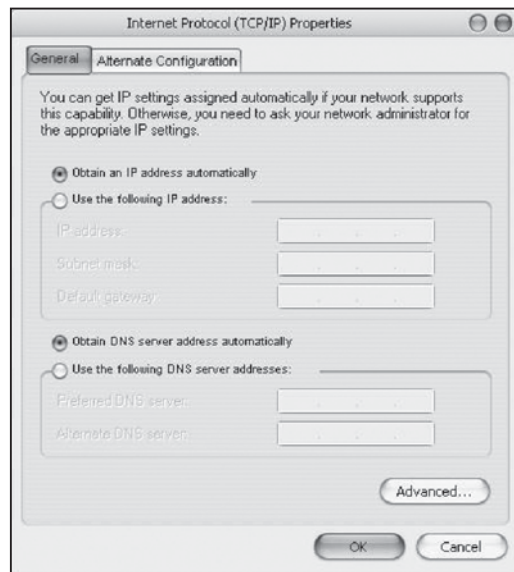 Internet Protocol (TCP/IP) Properties
General
Alternate Configuration
You can get IP settings assigned automatically if your network supports
this capability. Otherwise, you need to ask your network administrator for
the appropriate IP settings.
Obtain an IP address automatically
Use the following IP address:
IP address:
Subnet mask:
Default gateway:
Obtain DNS server address automatically
Use the following DNS server addresses:
Preferred DNS server:
Alternate DNS server:
Advanced...
OK
Cancel